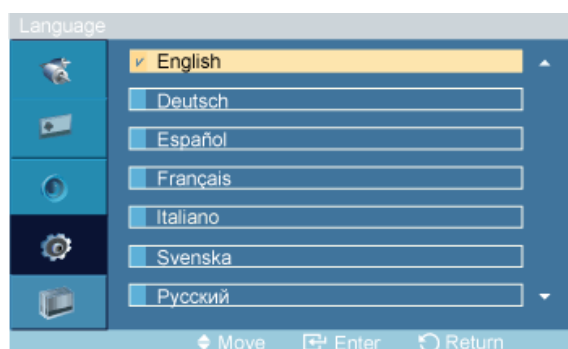 Language
English
Deutsch
Español
Français
Italiano
Svenska
Русский
Move Enter Return